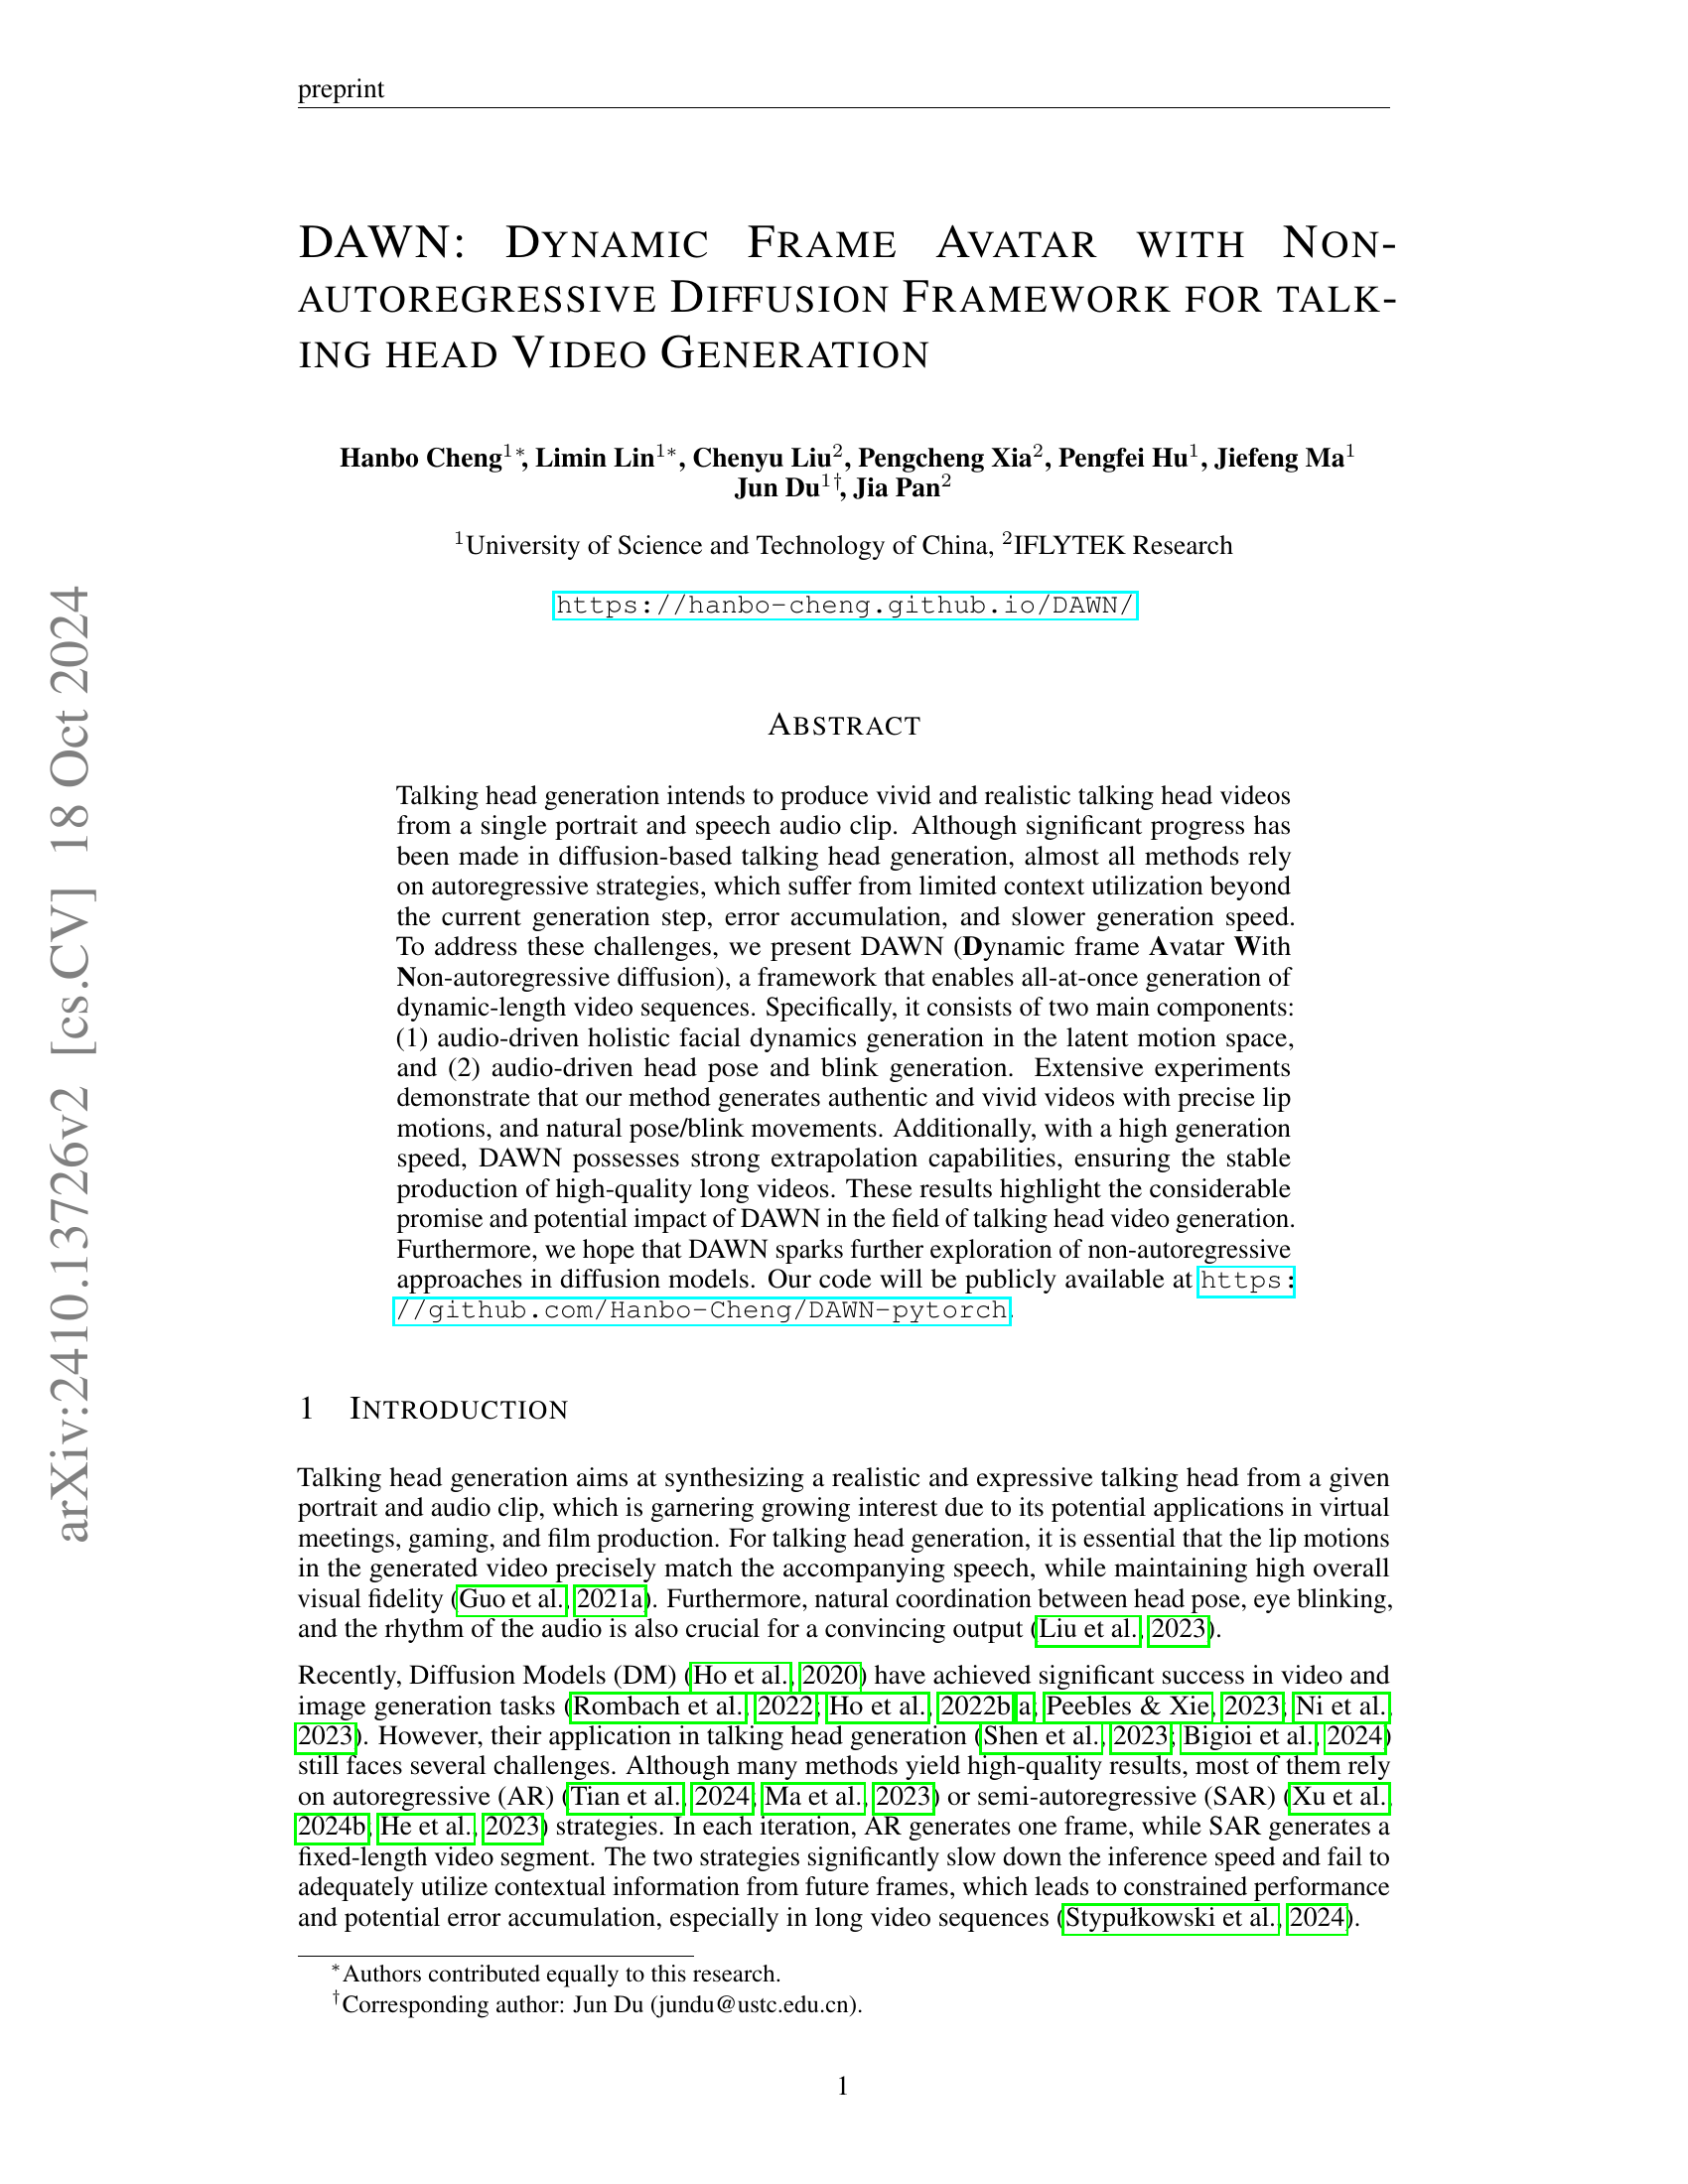 preprint
DAWN: DYNAMIC FRAME AVATAR WITH NON-
AUTOREGRESSIVE DIFFUSION FRAMEWORK FOR TALK-
ING HEAD VIDEO GENERATION
Hanbo Cheng1*, Limin Lin1*, Chenyu Liu2, Pengcheng Xia2, Pengfei Hu1, Jiefeng Ma1
Jun Du1†, Jia Pan2
1University of Science and Technology of China, 2IFLYTEK Research
https://hanbo-cheng.github.io/DAWN/
arXiv:2410.13726v2 [cs.CV] 18 Oct 2024
ABSTRACT
Talking head generation intends to produce vivid and realistic talking head videos
from a single portrait and speech audio clip. Although significant progress has
been made in diffusion-based talking head generation, almost all methods rely
on autoregressive strategies, which suffer from limited context utilization beyond
the current generation step, error accumulation, and slower generation speed.
To address these challenges, we present DAWN (Dynamic frame Avatar With
Non-autoregressive diffusion), a framework that enables all-at-once generation of
dynamic-length video sequences. Specifically, it consists of two main components:
(1) audio-driven holistic facial dynamics generation in the latent motion space,
and (2) audio-driven head pose and blink generation. Extensive experiments
demonstrate that our method generates authentic and vivid videos with precise lip
motions, and natural pose/blink movements. Additionally, with a high generation
speed, DAWN possesses strong extrapolation capabilities, ensuring the stable
production of high-quality long videos. These results highlight the considerable
promise and potential impact of DAWN in the field of talking head video generation.
Furthermore, we hope that DAWN sparks further exploration of non-autoregressive
approaches in diffusion models. Our code will be publicly available at https:
//github.com/Hanbo-Cheng/DAWN-pytorch.
1 INTRODUCTION
Talking head generation aims at synthesizing a realistic and expressive talking head from a given
portrait and audio clip, which is garnering growing interest due to its potential applications in virtual
meetings, gaming, and film production. For talking head generation, it is essential that the lip motions
in the generated video precisely match the accompanying speech, while maintaining high overall
visual fidelity (Guo et al., 2021a). Furthermore, natural coordination between head pose, eye blinking,
and the rhythm of the audio is also crucial for a convincing output (Liu et al., 2023).
Recently, Diffusion Models (DM) (Ho et al., 2020) have achieved significant success in video and
image generation tasks (Rombach et al., 2022; Ho et al., 2022b;a; Peebles & Xie, 2023; Ni et al.,
2023). However, their application in talking head generation (Shen et al., 2023; Bigioi et al., 2024)
still faces several challenges. Although many methods yield high-quality results, most of them rely
on autoregressive (AR) (Tian et al., 2024; Ma et al., 2023) or semi-autoregressive (SAR) (Xu et al.,
2024b; He et al., 2023) strategies. In each iteration, AR generates one frame, while SAR generates a
fixed-length video segment. The two strategies significantly slow down the inference speed and fail to
adequately utilize contextual information from future frames, which leads to constrained performance
and potential error accumulation, especially in long video sequences (Stypułkowski et al., 2024).
*Authors contributed equally to this research.
†Corresponding author: Jun Du (jundu@ustc.edu.cn).
1